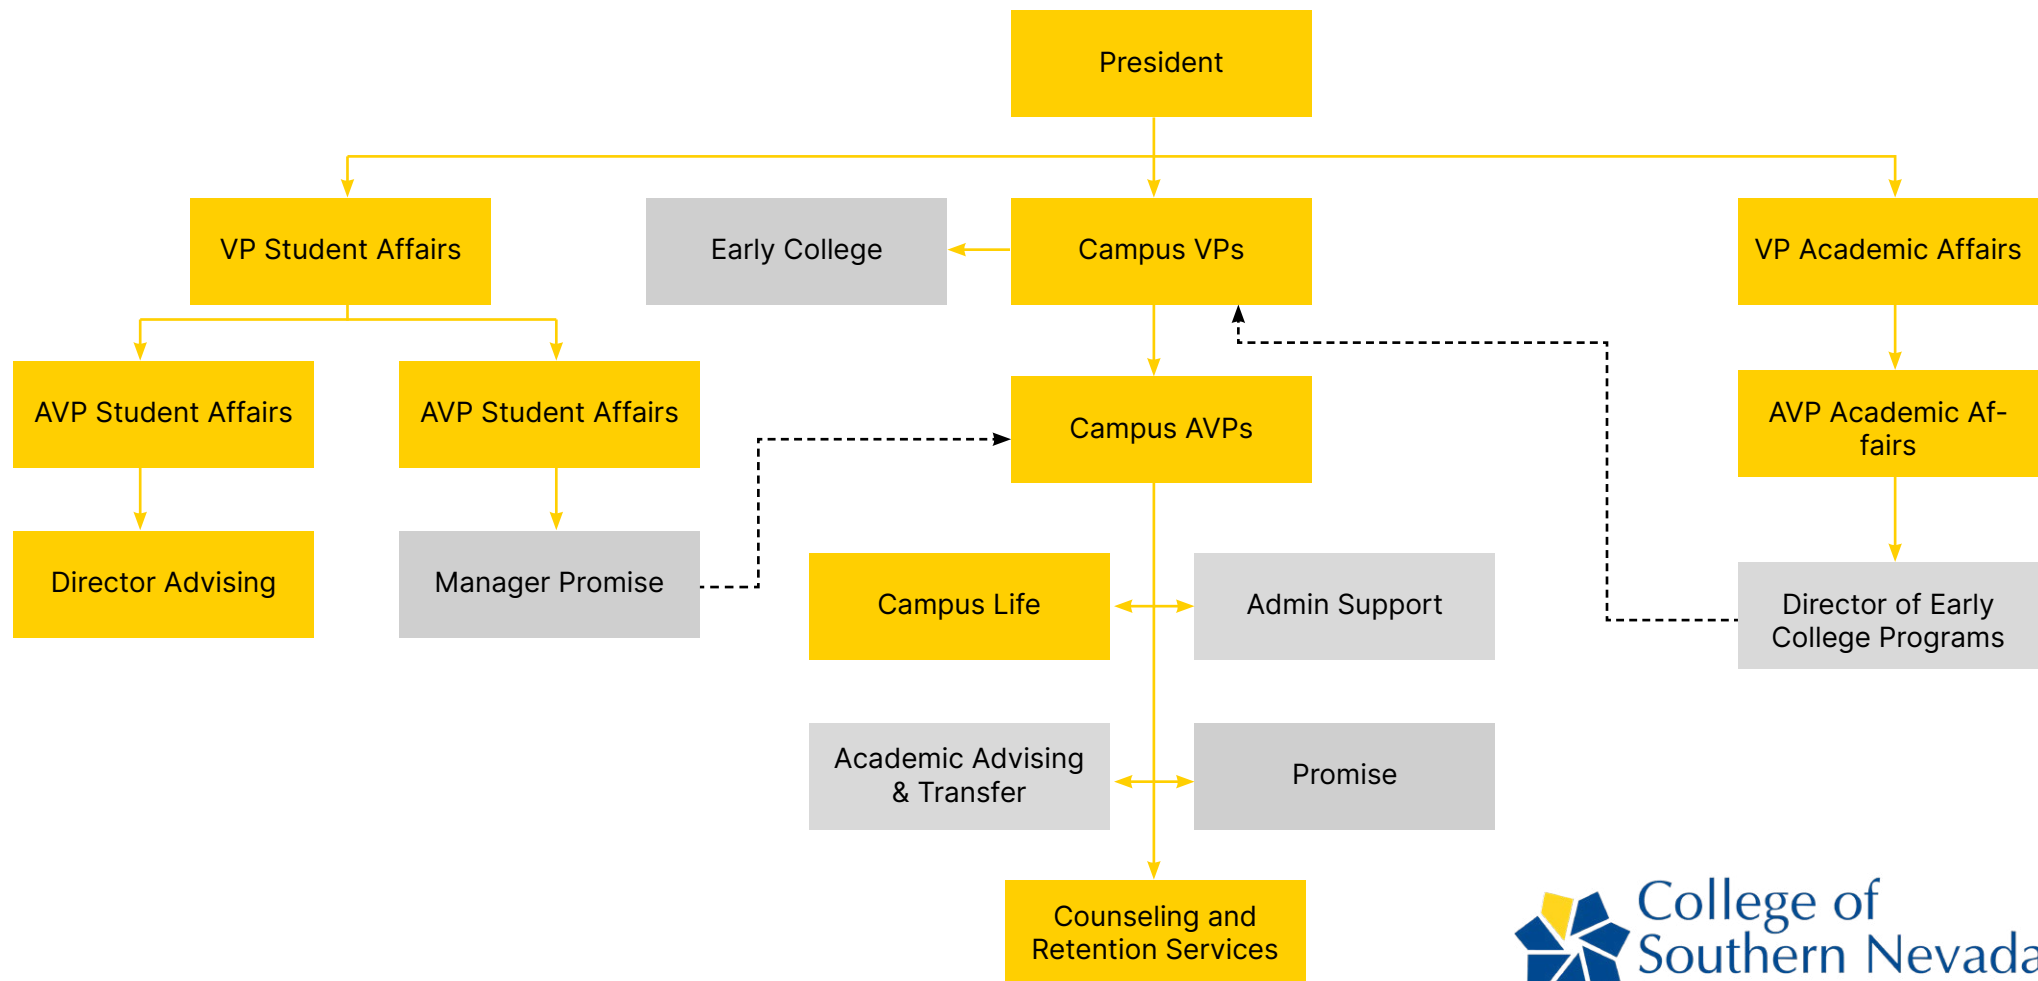 President
VP Student Affairs
Early College
Campus VPs
VP Academic Affairs
AVP Student Affairs
AVP Student Affairs
Campus AVPs
AVP Academic Af-
fairs
Director Advising
Manager Promise
Campus Life
Admin Support
Director of Early
College Programs
Academic Advising
& Transfer
Promise
Counseling and
Retention Services
College of
Southern Nevada